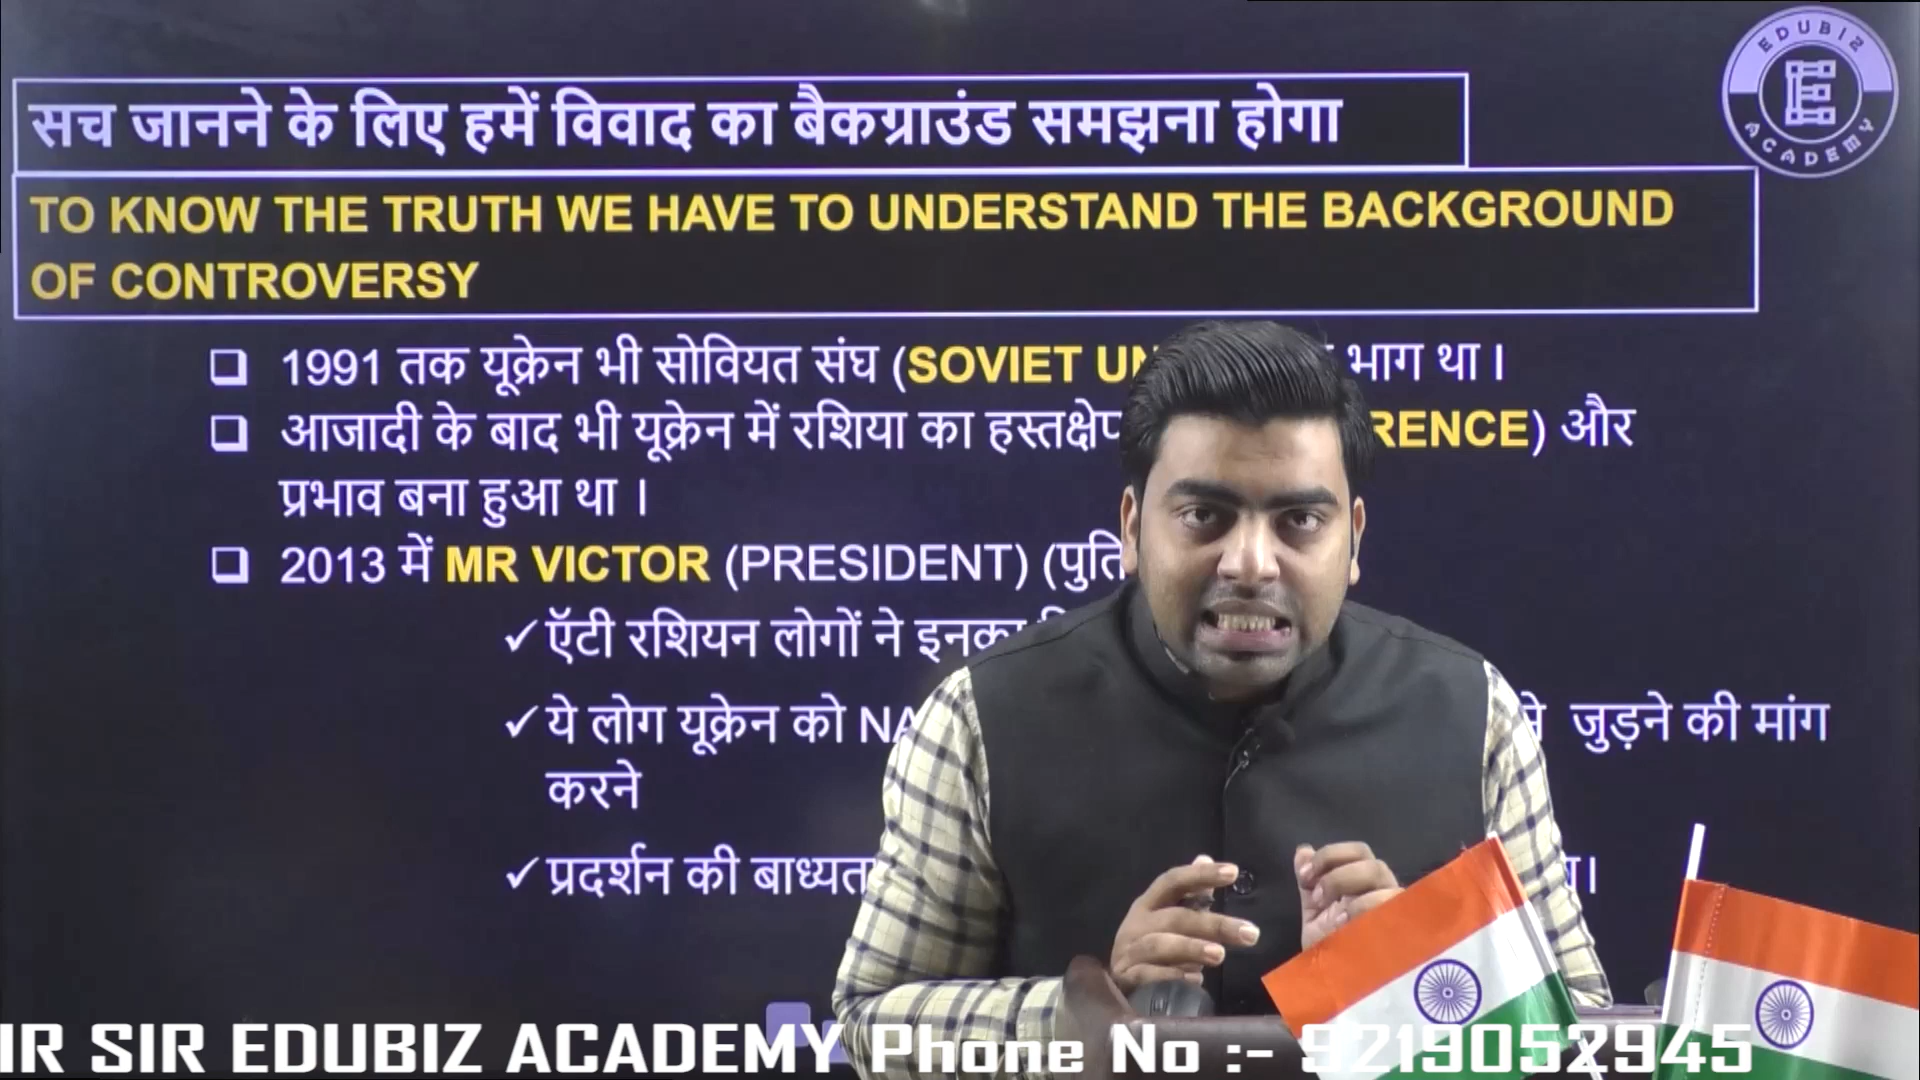 EDUBIZ
ACADEMY
सच जानने के लिए हमें विवाद का बैकग्राउंड समझना होगा
TO KNOW THE TRUTH WE HAVE TO UNDERSTAND THE BACKGROUND
OF CONTROVERSY
1991 तक यूक्रेन भी सोवियत संघ (SOVIET UN भाग था ।
आजादी के बाद भी यूक्रेन में रशिया का हस्तक्षेप RENCE) और
प्रभाव बना हुआ था ।
2013 में MR VICTOR (PRESIDENT) (पुति
✓ ऍटी रशियन लोगों ने इनका
✓ ये लोग यूक्रेन को NA जुड़ने की मांग
करने
✓ प्रदर्शन की बाध्यत
IR SIR EDUBIZ ACADEMY Phone No :- 9219052945